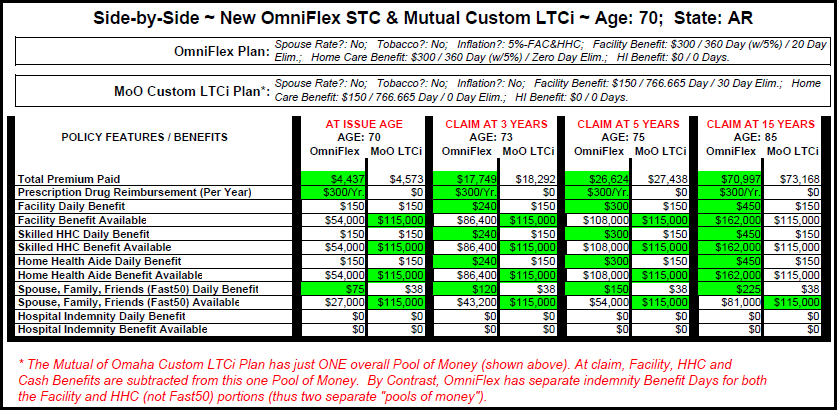 Side-by-Side ~ New OmniFlex STC & Mutual Custom LTCi ~ Age: 70; State: AR
OmniFlex Plan: Spouse Rate?: No; Tobacco?: No; Inflation?: 5%-FAC&HHC; Facility Benefit: $300 / 360 Day (w/5%) / 20 Day
Elim.; Home Care Benefit: $300 / 360 Day (w/5%) / Zero Day Elim.; HI Benefit: $0 / 0 Days.
MoO Custom LTCi Plan*: Spouse Rate?: No; Tobacco?: No; Inflation?: No; Facility Benefit: $150 / 766.665 Day / 30 Day Elim.; Home
Care Benefit: $150 / 766.665 Day / 0 Day Elim.; HI Benefit: $0 / 0 Days.
AT ISSUE AGE CLAIM AT 3 YEARS CLAIM AT 5 YEARS CLAIM AT 15 YEARS
POLICY FEATURES / BENEFITS AGE: 70 AGE: 73 AGE: 75 AGE: 85
OmniFlex MoO LTCi OmniFlex MoO LTCi OmniFlex MoO LTCi OmniFlex MoO LTCi
Total Premium Paid $4,437 $4,573 $17,749 $18,292 $26,624 $27,438 $70,997 $73,168
Prescription Drug Reimbursement (Per Year) $300/Yr. $0 $300/Yr. $0 $300/Yr. $0 $300/Yr. $0
Facility Daily Benefit $150 $150 $240 $150 $300 $150 $450 $150
Facility Benefit Available $54,000 $115,000 $86,400 $115,000 $108,000 $115,000 $162,000 $115,000
Skilled HHC Daily Benefit $150 $150 $240 $150 $300 $150 $450 $150
Skilled HHC Benefit Available $54,000 $115,000 $86,400 $115,000 $108,000 $115,000 $162,000 $115,000
Home Health Aide Daily Benefit $150 $150 $240 $150 $300 $150 $450 $150
Home Health Aide Benefit Available $54,000 $115,000 $86,400 $115,000 $108,000 $115,000 $162,000 $115,000
Spouse, Family, Friends (Fast50) Daily Benefit $75 $38 $120 $38 $150 $38 $225 $38
Spouse, Family, Friends (Fast50) Available $27,000 $115,000 $43,200 $115,000 $54,000 $115,000 $81,000 $115,000
Hospital Indemnity Daily Benefit $0 $0 $0 $0 $0 $0 $0 $0
Hospital Indemnity Benefit Available $0 $0 $0 $0 $0 $0 $0 $0
* The Mutual of Omaha Custom LTCi Plan has just ONE overall Pool of Money (shown above). At claim, Facility, HHC and
Cash Benefits are subtracted from this one Pool of Money. By Contrast, OmniFlex has separate indemnity Benefit Days for both
the Facility and HHC (not Fast50) portions (thus two separate "pools of money").